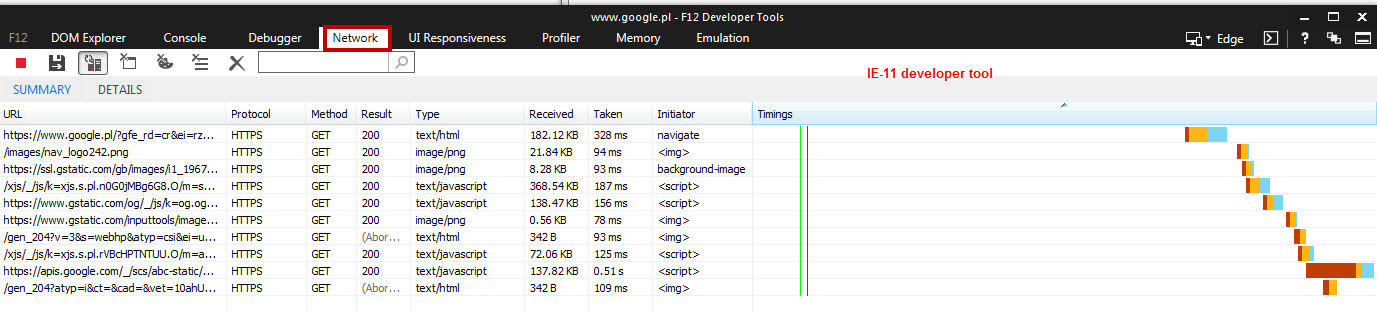 www.google.pl - F12 Developer Tools
F12 DOM Explorer Console Debugger Network UI Responsiveness Profiler Memory Emulation Edge ?
IE-11 developer tool
SUMMARY DETAILS
URL Protocol Method Result Type Received Taken Initiator Timings
https://www.google.pl/?gfe_rd=cr&ei=rz... HTTPS GET 200 text/html 182.12 KB 328 ms navigate
/images/nav_logo242.png HTTPS GET 200 image/png 21.84 KB 94 ms <img>
https://ssl.gstatic.com/gb/images/i1_1967... HTTPS GET 200 image/png 8.28 KB 93 ms background-image
/xjs/_/js/k=xjs.s.pl.n0G0jMBg6G8.O/m=s... HTTPS GET 200 text/javascript 368.54 KB 187 ms <script>
https://www.gstatic.com/og/_/js/k=og.og... HTTPS GET 200 text/javascript 138.47 KB 156 ms <script>
https://www.gstatic.com/inputtools/image... HTTPS GET 200 image/png 0.56 KB 78 ms <img>
/gen_204?v=3&s=webhp&atyp=csi&ei=u... HTTPS GET (Abor... text/html 342 B 93 ms <img>
/xjs/_/js/k=xjs.s.pl.rVBcHPTNTUU.O/m=a... HTTPS GET 200 text/javascript 72.06 KB 125 ms <script>
https://apis.google.com/_/scs/abc-static/... HTTPS GET 200 text/javascript 137.82 KB 0.51 s <script>
/gen_204?atyp=i&ct=&cad=&vet=10ahU... HTTPS GET (Abor... text/html 342 B 109 ms <img>